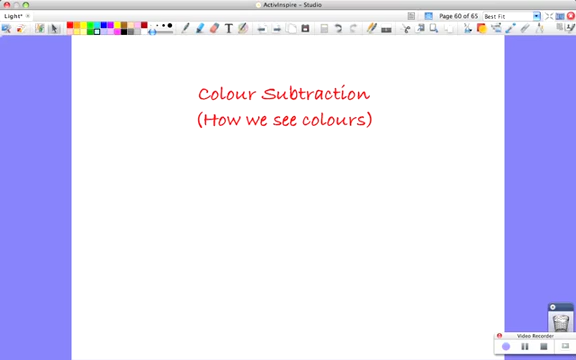 ActivInspire - Studio
Light*
Page 60 of 65
Best Fit
T
Colour Subtraction
(How we see colours)
Video Recorder